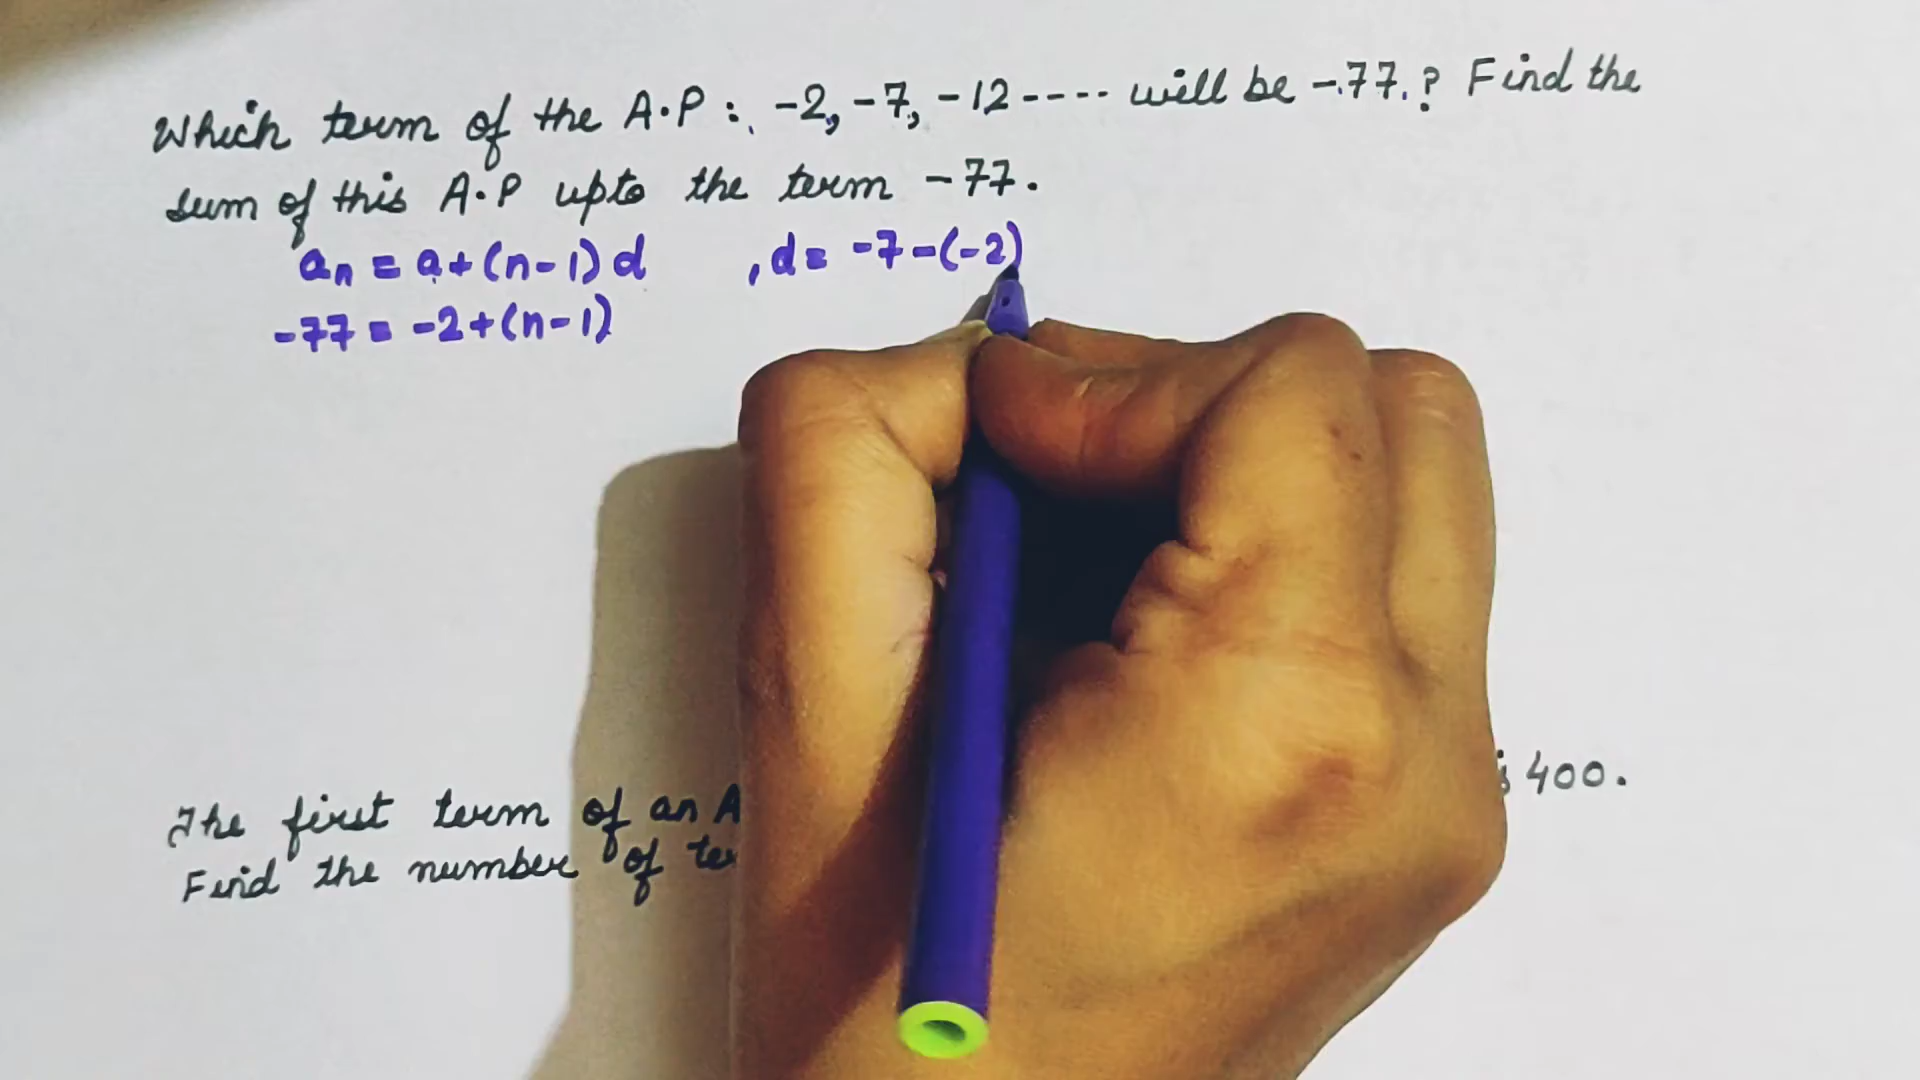 Which term of the A.P : -2, -7, -12 ---- will be -77.? Find the
sum of this A.P upto the term -77.
an = a+(n-1)d , d= -7-(-2)
-77 = -2+(n-1)
The first term of an A 400.
Find the number of